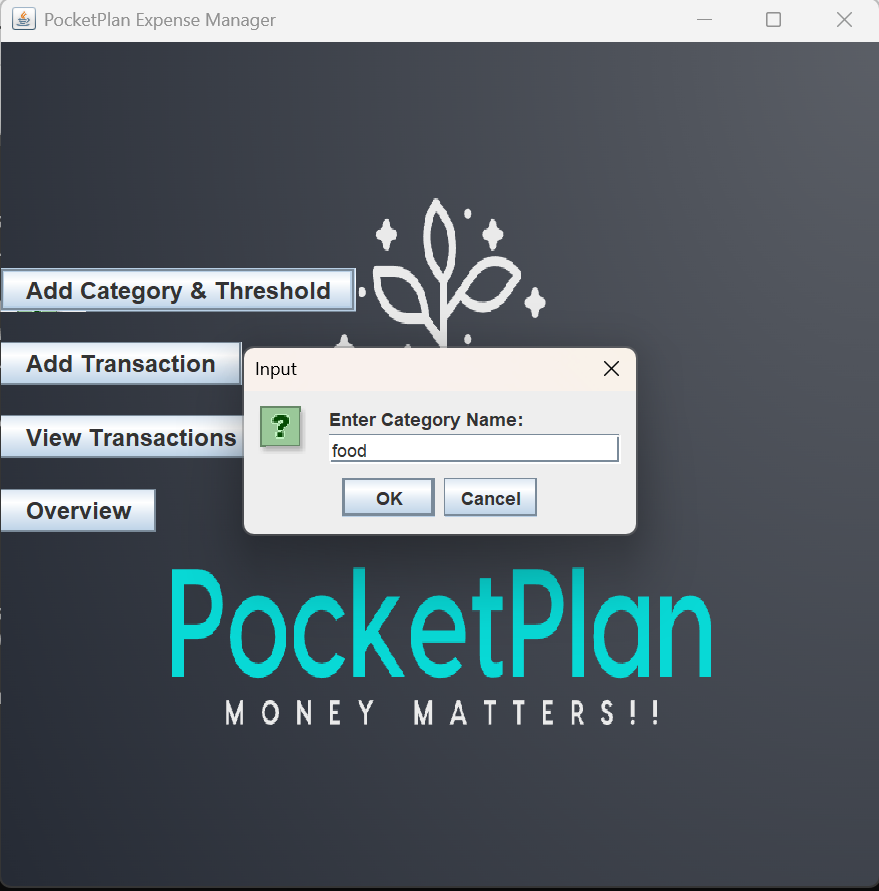 PocketPlan Expense Manager
Add Category & Threshold
Add Transaction
View Transactions
Overview
Input
?
Enter Category Name:
food
OK
Cancel
PocketPlan
MONEY MATTERS!!